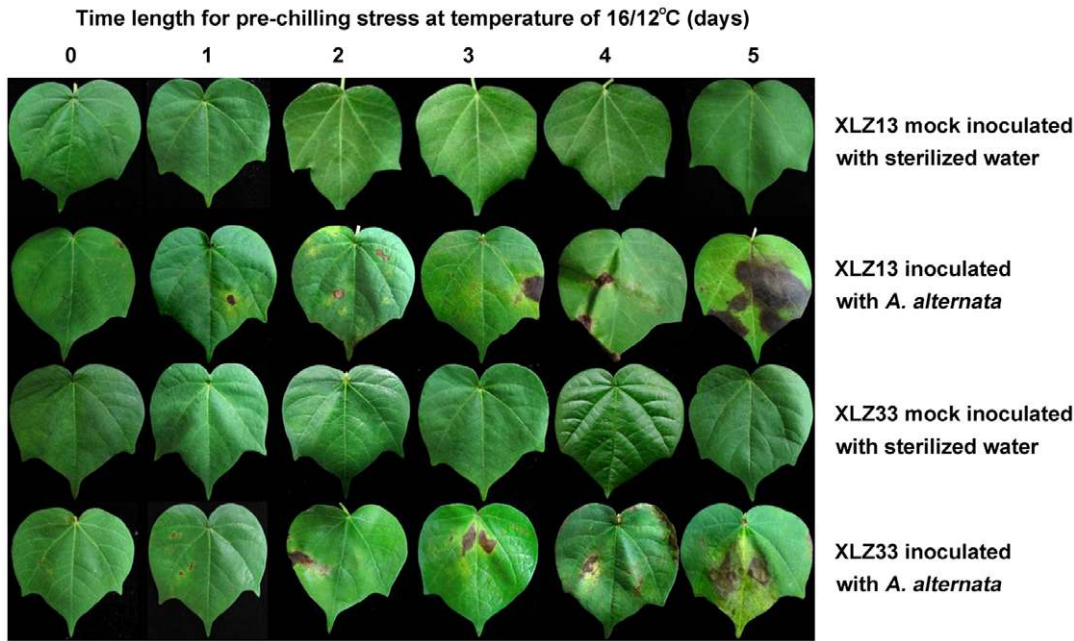 Time length for pre-chilling stress at temperature of 16/12°C (days)
0 1 2 3 4 5
XLZ13 mock inoculated
with sterilized water
XLZ13 inoculated
with A. alternata
XLZ33 mock inoculated
with sterilized water
XLZ33 inoculated
with A. alternata